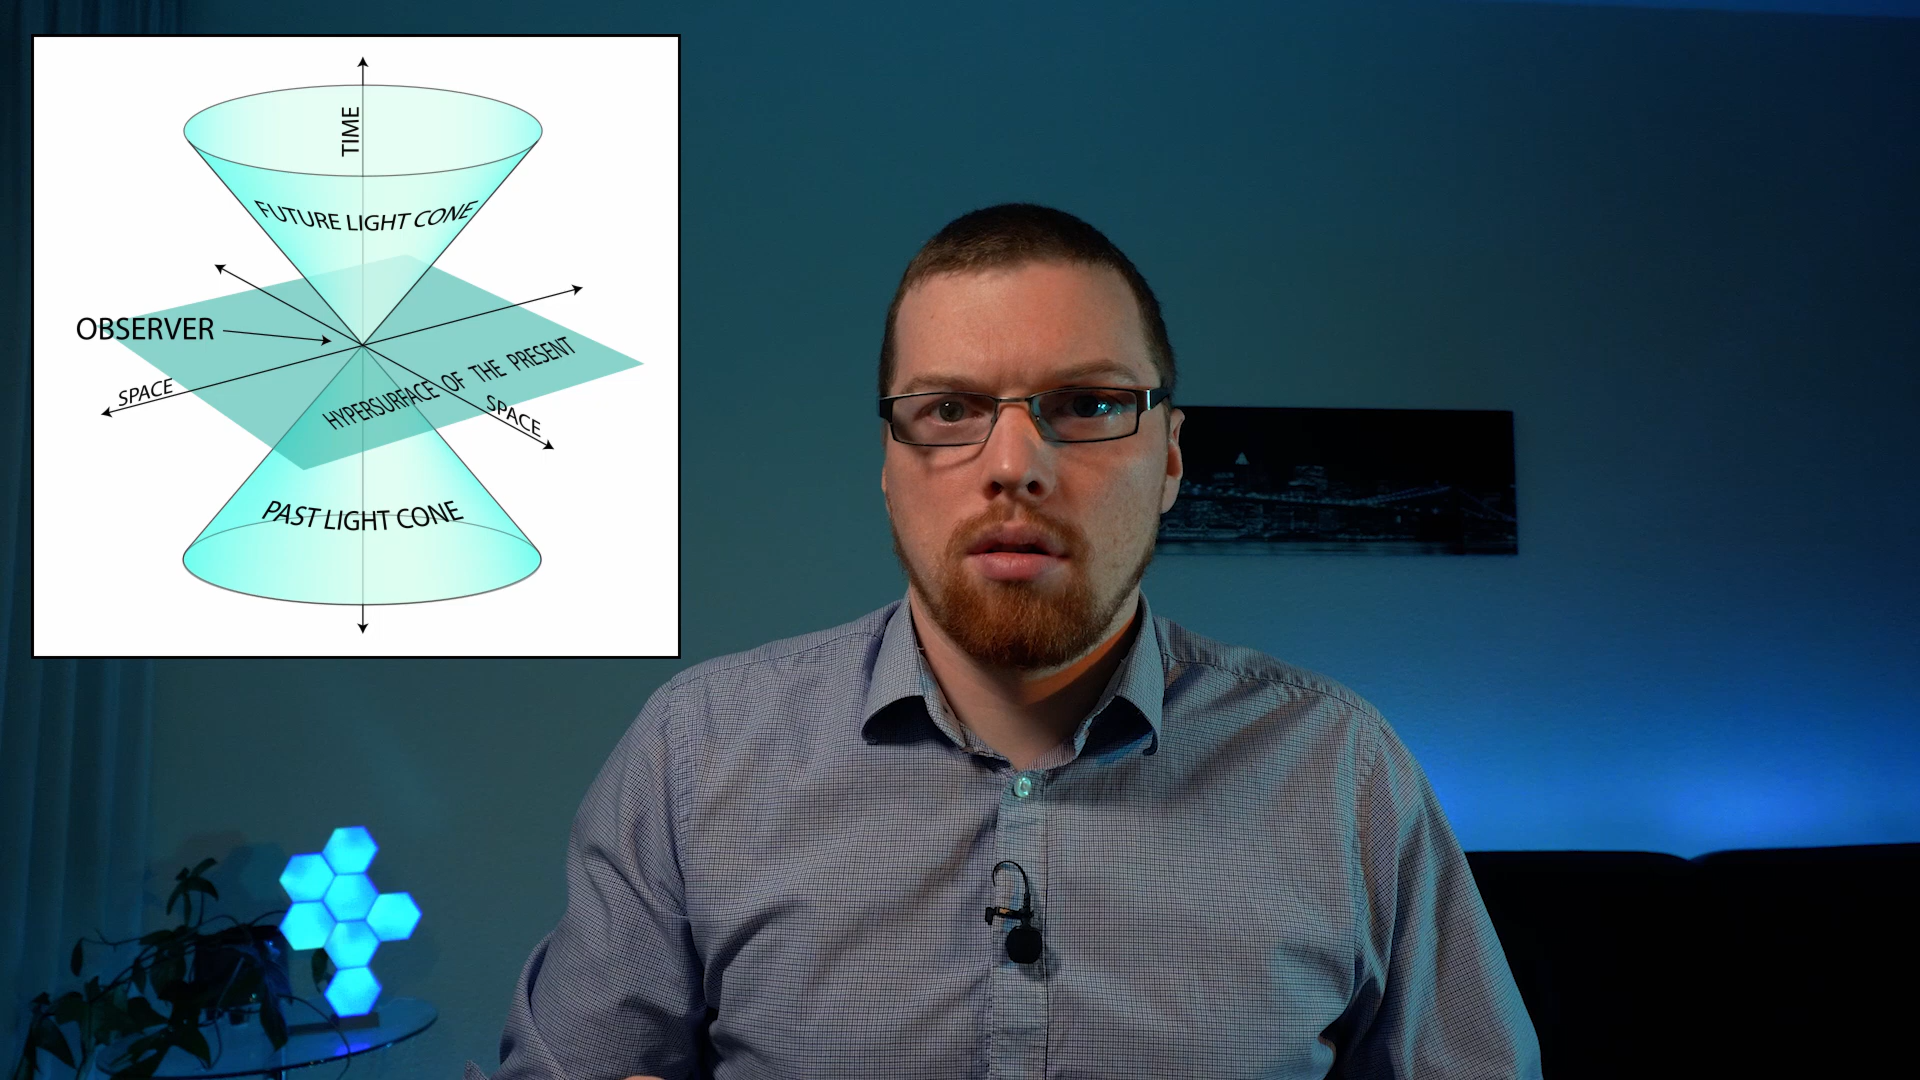 TIME
FUTURE LIGHT CONE
OBSERVER
SPACE
HYPERSURFACE OF THE PRESENT
SPACE
PAST LIGHT CONE